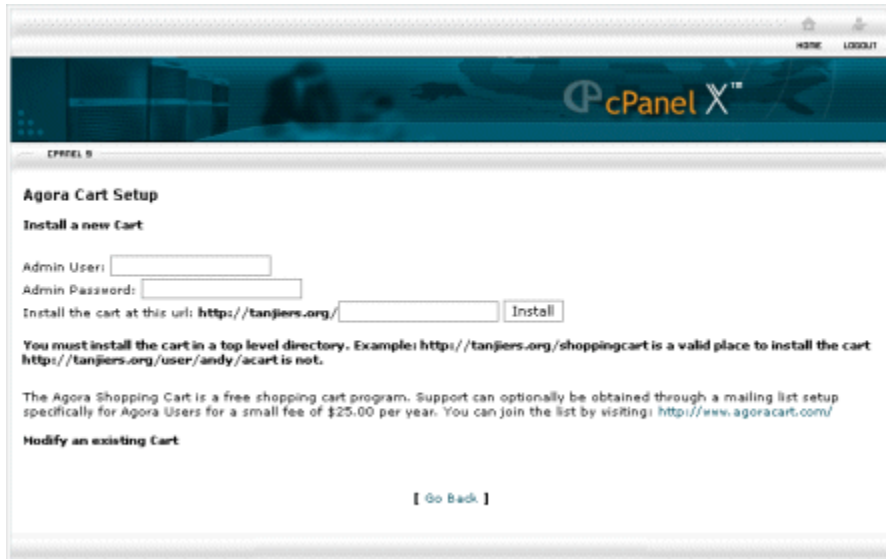 HOME LOGOUT
cPanel X™
CPANEL 9
Agora Cart Setup
Install a new Cart
Admin User:
Admin Password:
Install the cart at this url: http://tanjiers.org/ Install
You must install the cart in a top level directory. Example: http://tanjiers.org/shoppingcart is a valid place to install the cart
http://tanjiers.org/user/andy/acart is not.
The Agora Shopping Cart is a free shopping cart program. Support can optionally be obtained through a mailing list setup
specifically for Agora Users for a small fee of $25.00 per year. You can join the list by visiting: http://www.agoracart.com/
Modify an existing Cart
[ Go Back ]